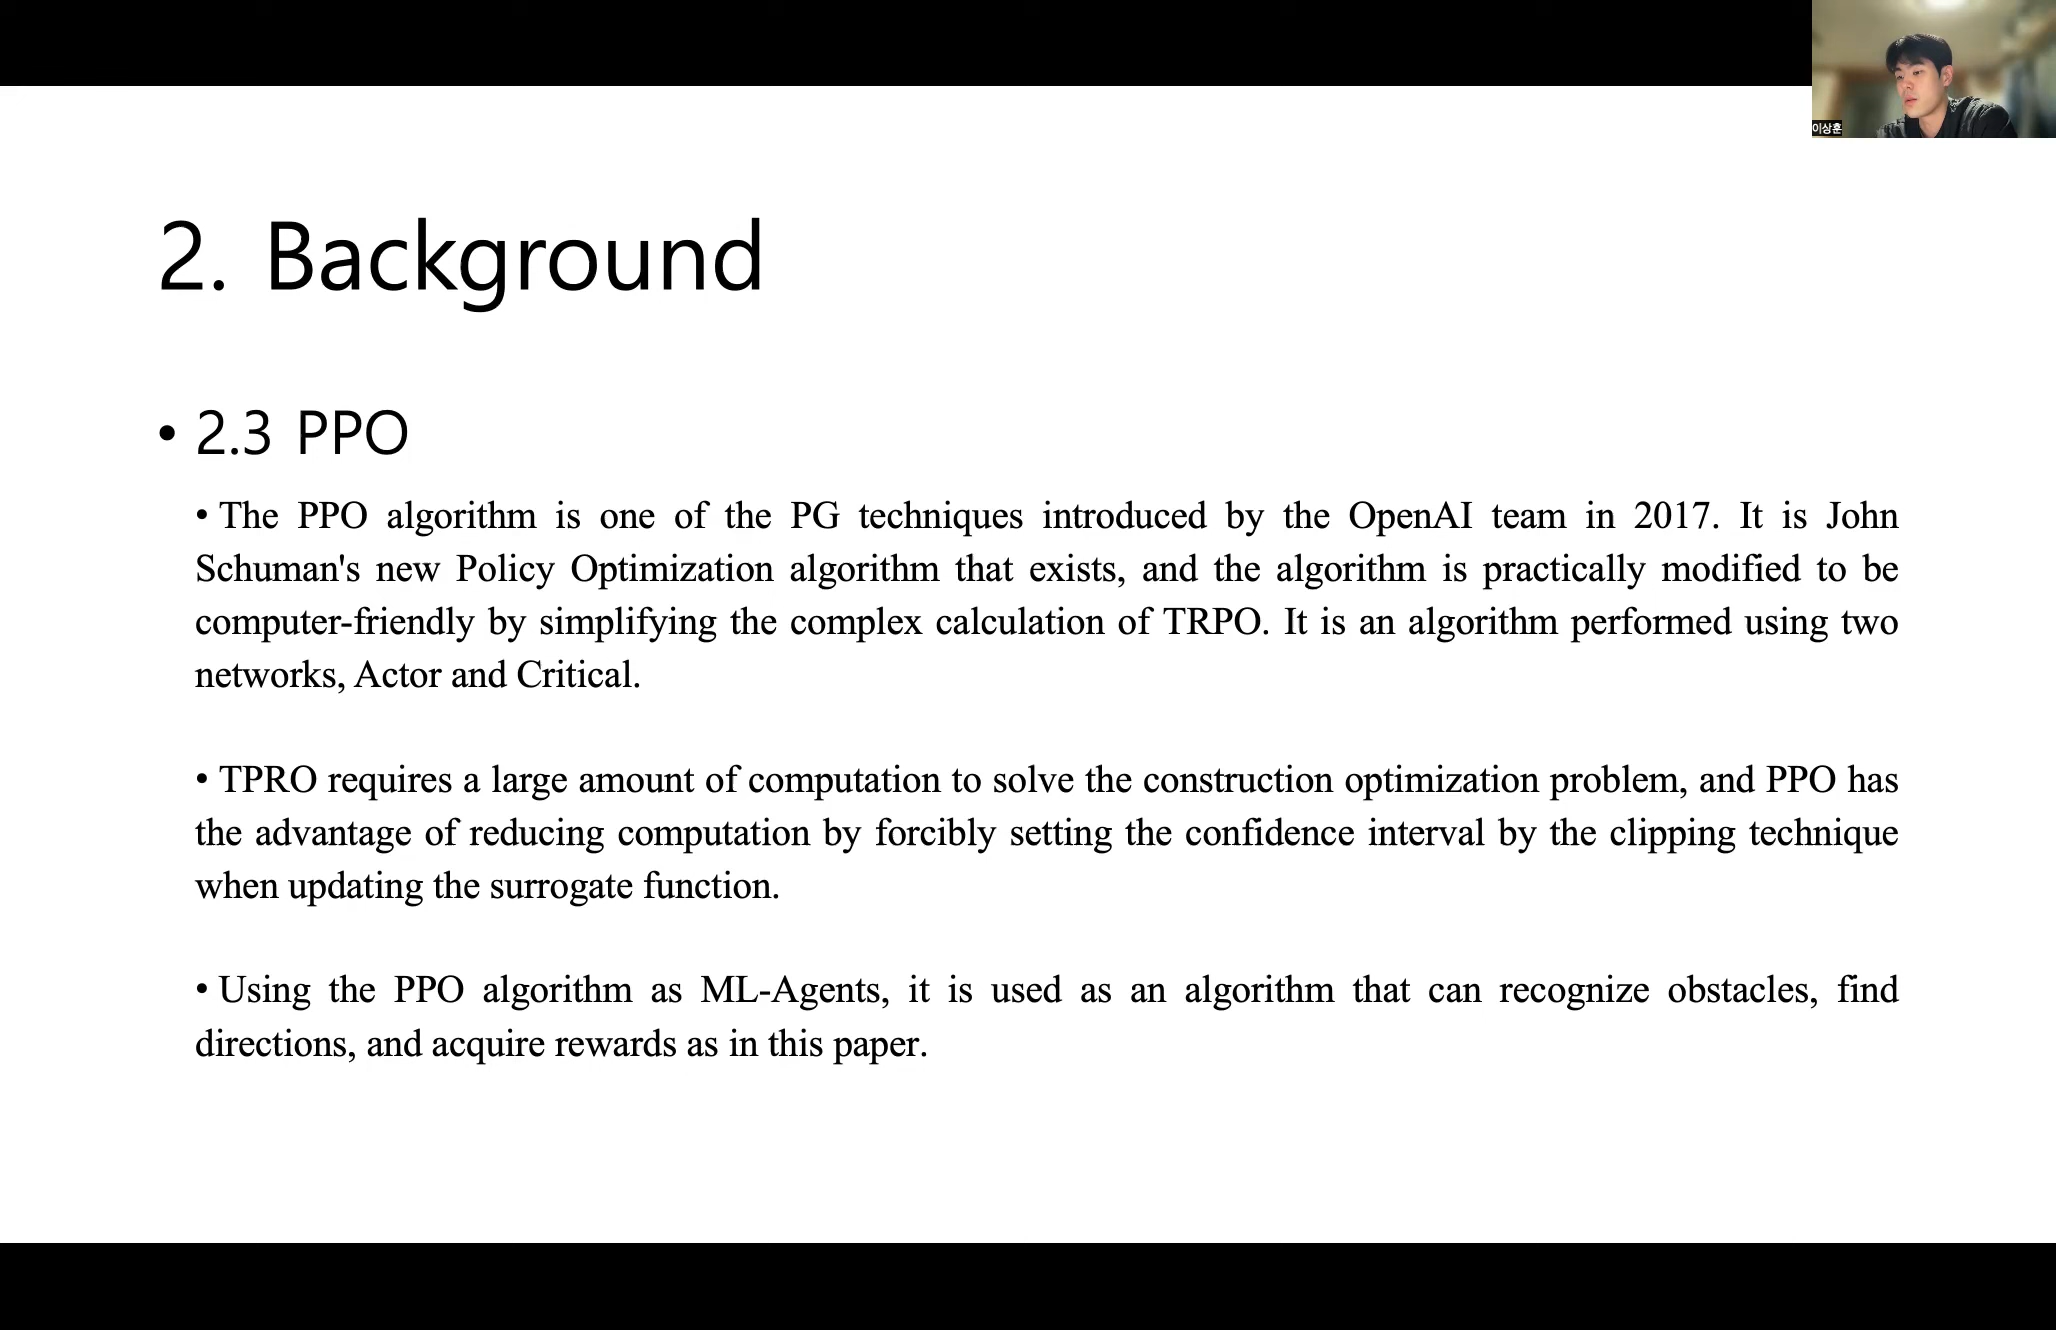 이상훈
2. Background
• 2.3 PPO
• The PPO algorithm is one of the PG techniques introduced by the OpenAI team in 2017. It is John
Schuman's new Policy Optimization algorithm that exists, and the algorithm is practically modified to be
computer-friendly by simplifying the complex calculation of TRPO. It is an algorithm performed using two
networks, Actor and Critical.
• TPRO requires a large amount of computation to solve the construction optimization problem, and PPO has
the advantage of reducing computation by forcibly setting the confidence interval by the clipping technique
when updating the surrogate function.
• Using the PPO algorithm as ML-Agents, it is used as an algorithm that can recognize obstacles, find
directions, and acquire rewards as in this paper.